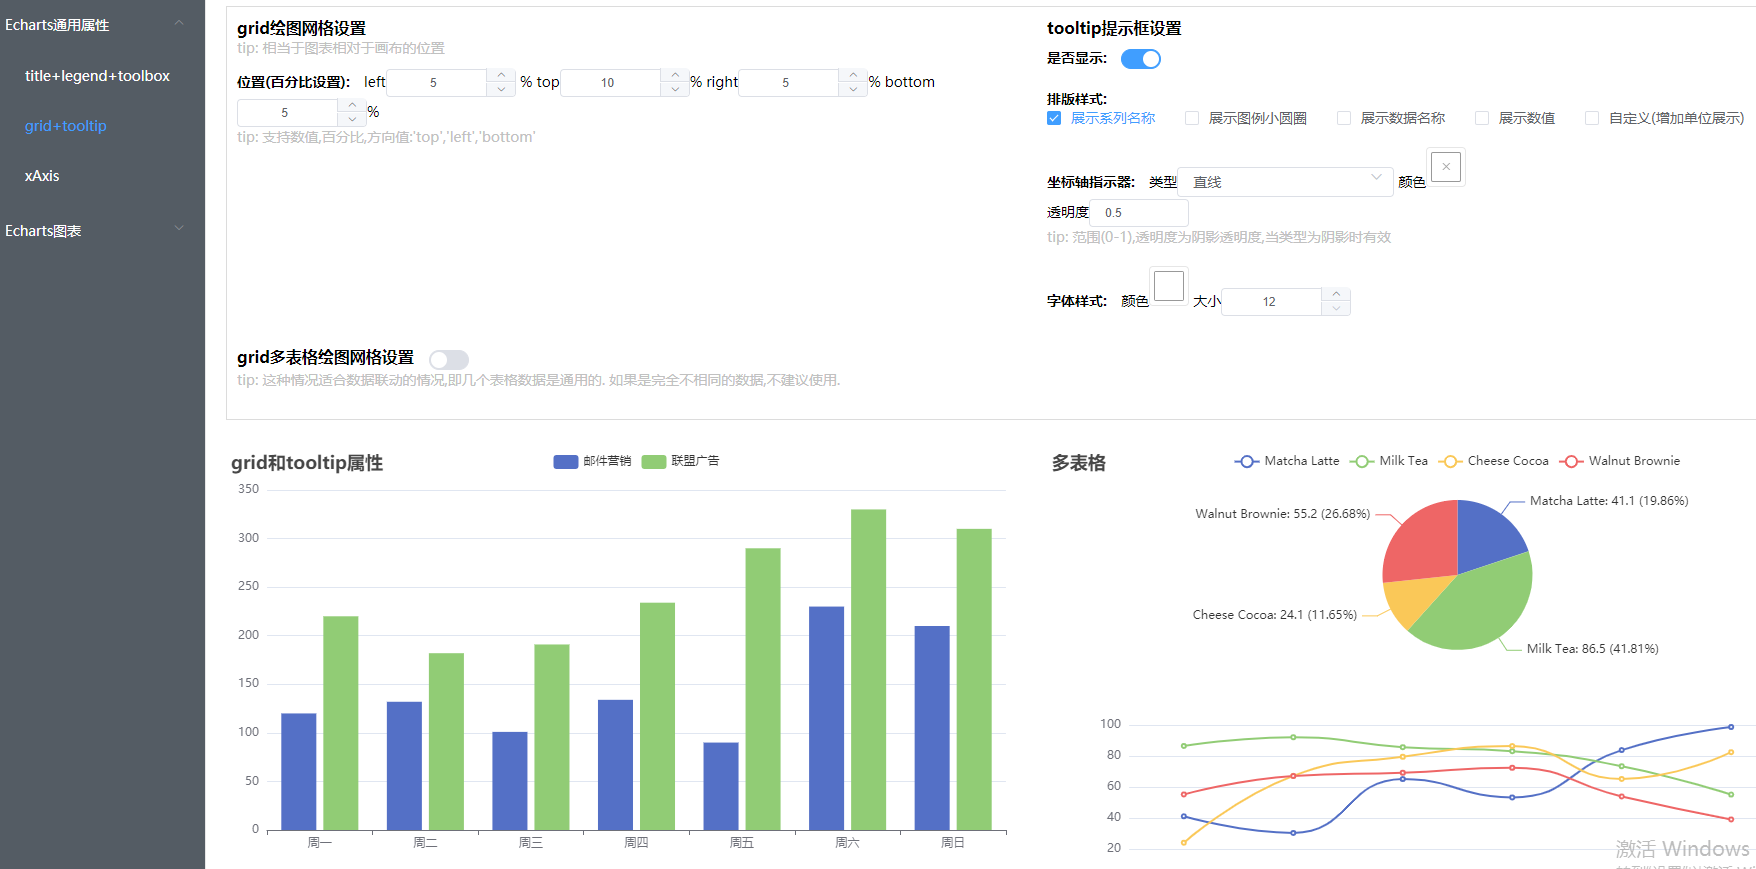 Echarts通用属性
title+legend+toolbox
grid+tooltip
xAxis
Echarts图表
grid绘图网格设置
tip: 相当于图表相对于画布的位置
位置(百分比设置): left 5 % top 10 % right 5 % bottom
5 %
tip: 支持数值,百分比,方向值:'top','left','bottom'
grid多表格绘图网格设置
tip: 这种情况适合数据联动的情况,即几个表格数据是通用的. 如果是完全不相同的数据,不建议使用.
tooltip提示框设置
是否显示:
排版样式:
展示系列名称 展示图例小圆圈 展示数据名称 展示数值 自定义(增加单位展示)
坐标轴指示器: 类型 直线 颜色
透明度 0.5
tip: 范围(0-1),透明度为阴影透明度,当类型为阴影时有效
字体样式: 颜色 大小 12
grid和tooltip属性
邮件营销 联盟广告
350
300
250
200
150
100
50
0
周一 周二 周三 周四 周五 周六 周日
多表格
Matcha Latte Milk Tea Cheese Cocoa Walnut Brownie
Matcha Latte: 41.1 (19.86%)
Walnut Brownie: 55.2 (26.68%)
Cheese Cocoa: 24.1 (11.65%)
Milk Tea: 86.5 (41.81%)
100
80
60
40
20
激活 Windows